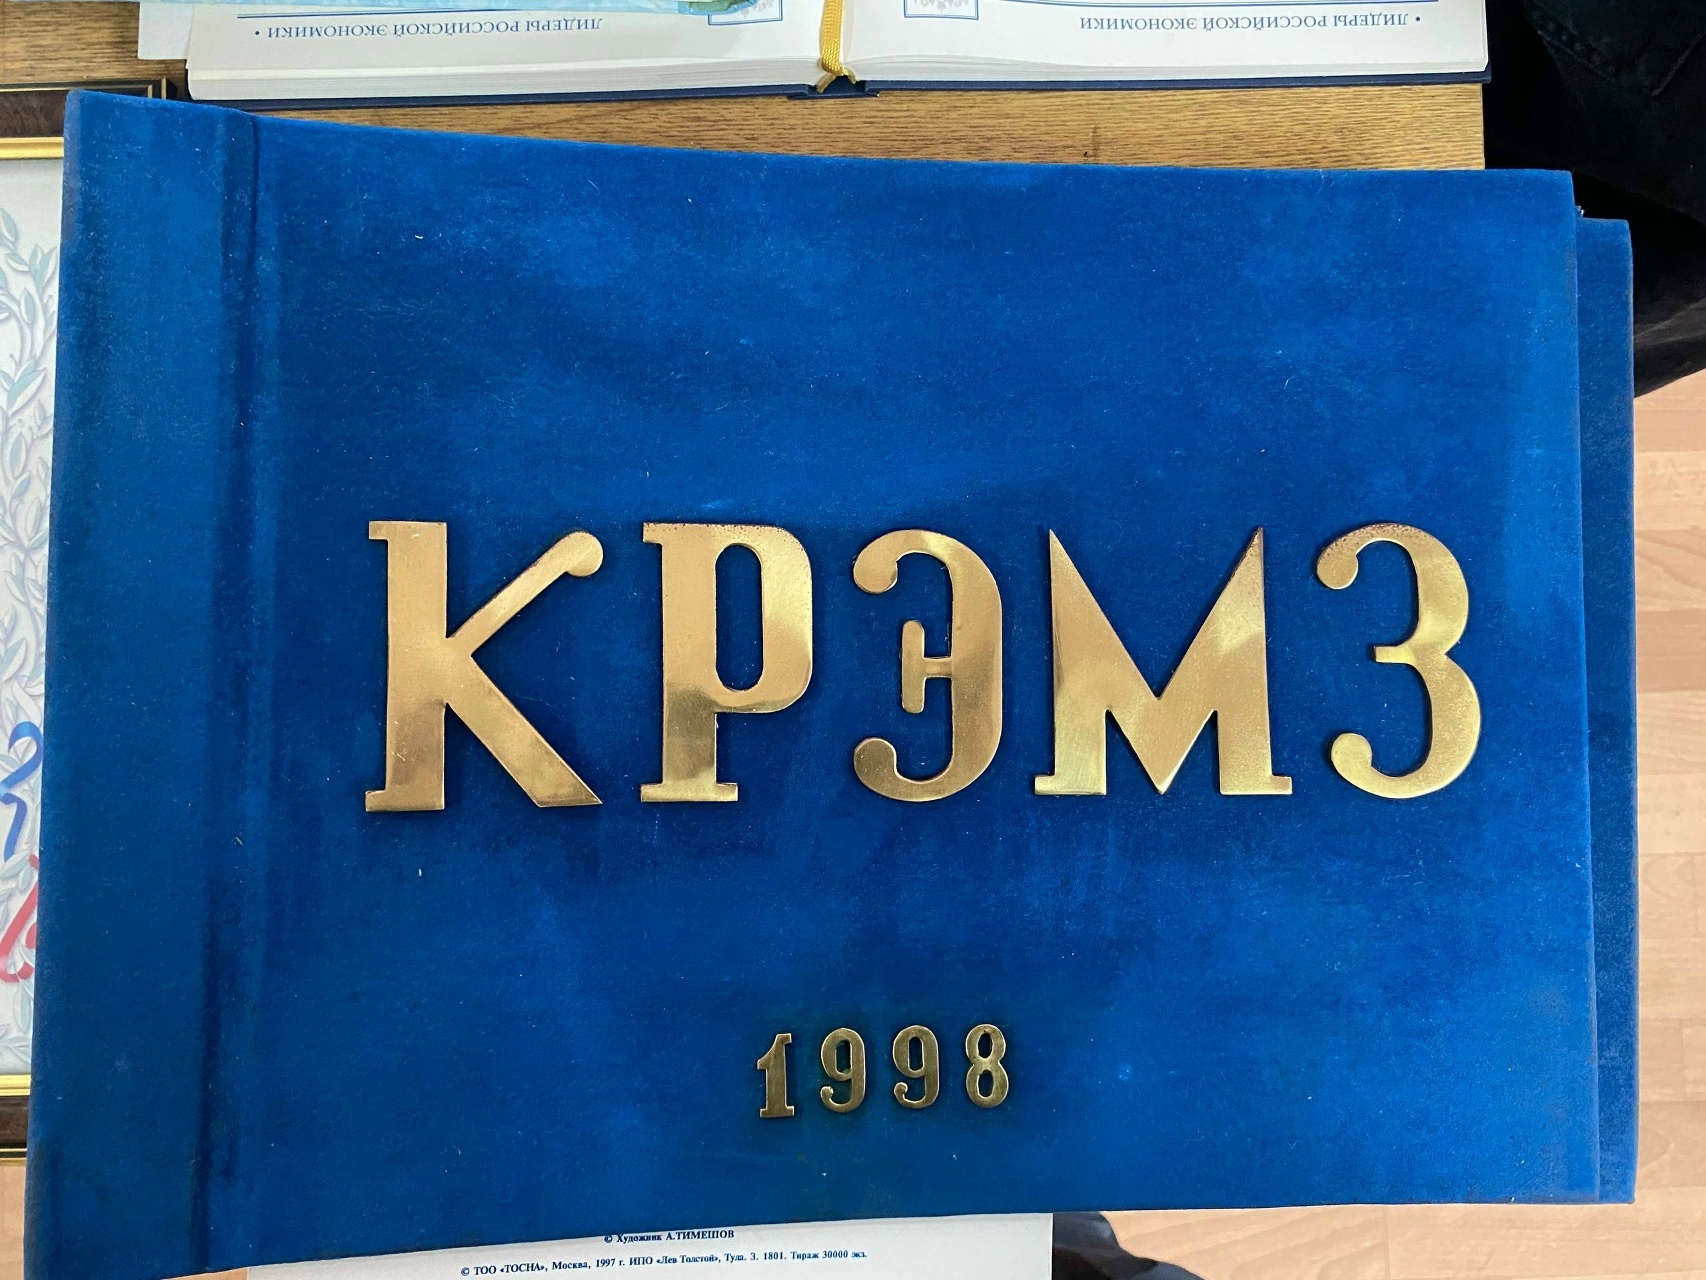 ЛИДЕРЫ РОССИЙСКОЙ ЭКОНОМИКИ •
• ЛИДЕРЫ РОССИЙСКОЙ ЭКОНОМИКИ
КРЭМЗ
1998
© Художник А.ТИМЕШОВ
© ТОО «ТОСНА», Москва, 1997 г. ИПО «Лев Толстой», Тула. З. 1801. Тираж 30000 экз.